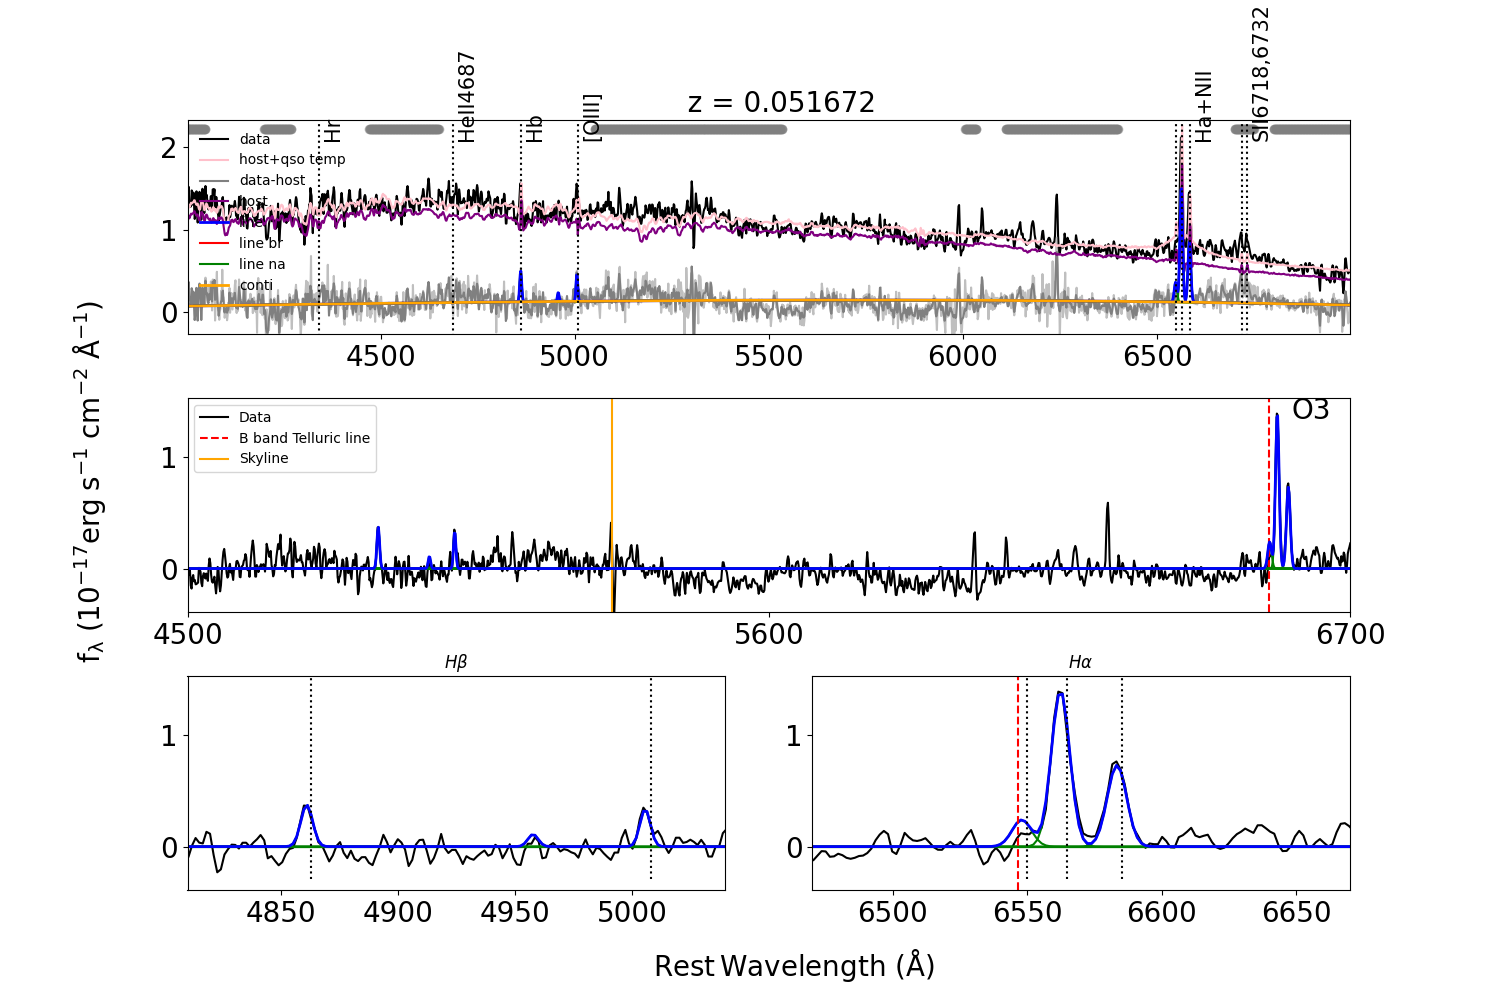 z = 0.051672
Hr
HeII4687
Hb
[OIII]
Ha+NII
SII6718,6732
data
host+qso temp
data-host
host
line br
line na
conti
2
1
0
4500
5000
5500
6000
6500
fλ (10−17erg s−1 cm−2 Å−1)
Data
B band Telluric line
Skyline
O3
1
0
4500
5600
6700
Hβ
1
0
4850
4900
4950
5000
Hα
1
0
6500
6550
6600
6650
Rest Wavelength (Å)